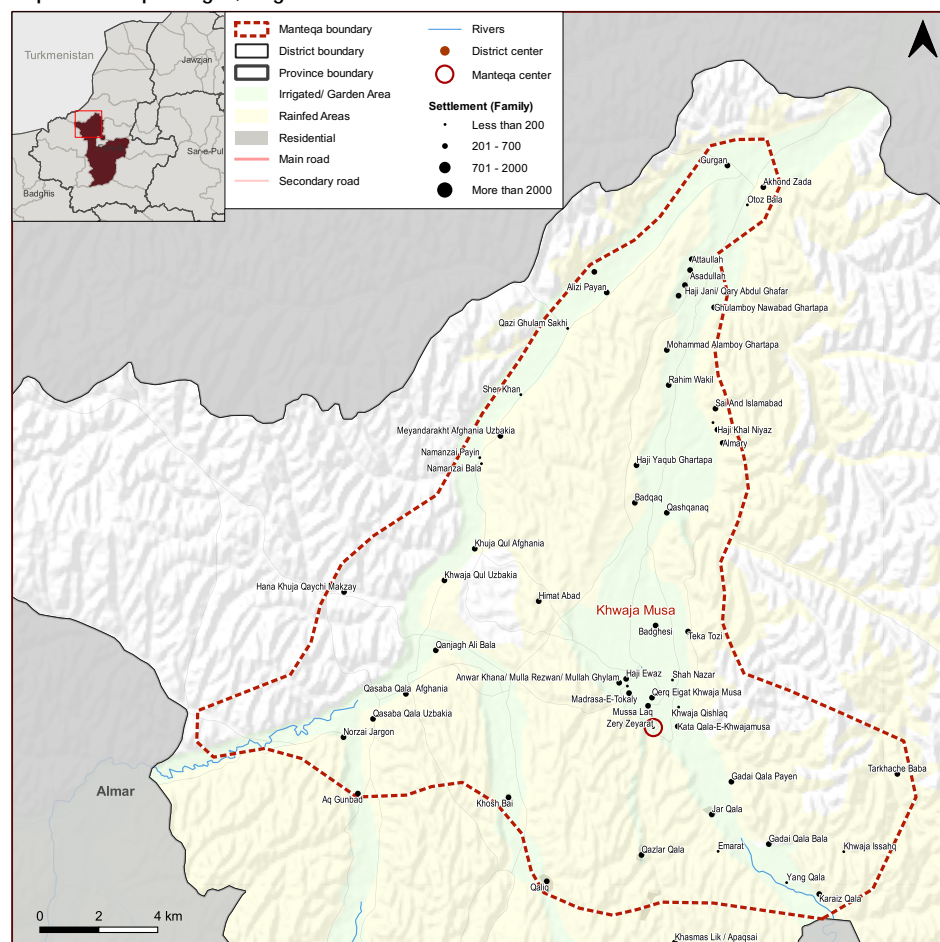 Turkmenistan
Jawzjan
Sar-e-Pul
Badghis
Manteqa boundary
District boundary
Province boundary
Irrigated/ Garden Area
Rainfed Areas
Residential
Main road
Secondary road
Rivers
District center
Manteqa center
Settlement (Family)
Less than 200
201 - 700
701 - 2000
More than 2000
Gurgan
Akhond Zada
Otoz Bala
Attaullah
Asadullah
Alizi Payan
Haji Jani/ Qary Abdul Ghafar
Ghulamboy Nawabad Ghartapa
Qazi Ghulam Sakhi
Mohammad Alamboy Ghartapa
Rahim Wakil
Sher Khan
Sai And Islamabad
Haji Khal Niyaz
Meyandarakht Afghania Uzbakia
Almary
Namanzai Payin
Haji Yaqub Ghartapa
Namanzai Bala
Badqaq
Qashqanaq
Khuja Qul Afghania
Khwaja Qul Uzbakia
Hana Khuja Qaychi Makzay
Himat Abad
Khwaja Musa
Badghesi
Teka Tozi
Qanjagh Ali Bala
Anwar Khana/ Mulla Rezwan/ Mullah Ghylam
Haji Ewaz
Shah Nazar
Qasaba Qala Afghania
Madrasa-E-Tokaly
Qerq Eigat Khwaja Musa
Qasaba Qala Uzbakia
Mussa Laq
Khwaja Qishlaq
Norzai Jargon
Zery Zeyarat
Kata Qala-E-Khwajamusa
Tarkhache Baba
Almar
Gadai Qala Payen
Aq Gunbad
Khosh Bai
Jar Qala
Qazlar Qala
Emarat
Gadai Qala Bala
Khwaja Issahq
Qaliq
Yang Qala
Karaiz Qala
0 2 4 km
Khasmas Lik / Apaqsai